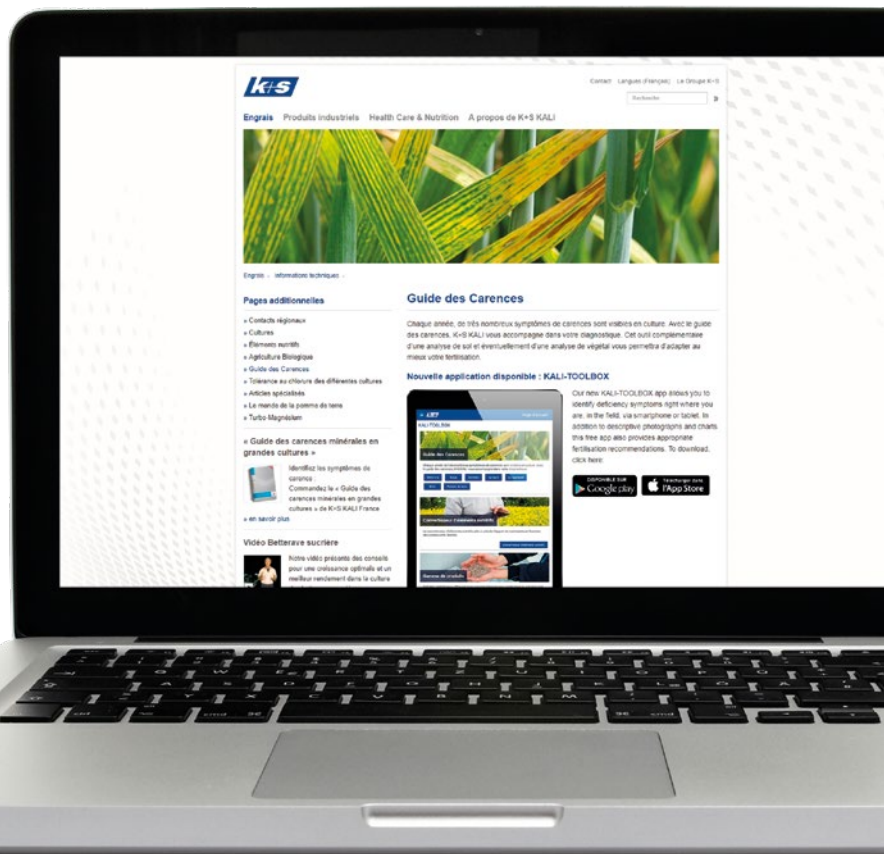 K+S
Contact Langues (Français) Le Groupe K+S
Recherche
Engrais Produits industriels Health Care & Nutrition A propos de K+S KALI
Engrais Informations techniques
Pages additionnelles
» Contacts régionaux
» Cultures
» Éléments nutritifs
» Agriculture Biologique
» Guide des Carences
» Tolérance au chlorure des différentes cultures
» Articles spécialisés
» Le monde de la pomme de terre
» Turbo-Magnésium
« Guide des carences minérales en
grandes cultures »
Identifiez les symptômes de
carence :
Commandez le « Guide des
carences minérales en grandes
cultures » de K+S KALI France
» en savoir plus
Vidéo Betterave sucrière
Notre vidéo présente des conseils
pour une croissance optimale et un
meilleur rendement dans la culture
Guide des Carences
Chaque année, de très nombreux symptômes de carences sont visibles en culture. Avec le guide
des carences, K+S KALI vous accompagne dans votre diagnostique. Cet outil complémentaire
d'une analyse de sol et éventuellement d'une analyse de végétal vous permettra d'adapter au
mieux votre fertilisation.
Nouvelle application disponible : KALI-TOOLBOX
K+S
KALI-TOOLBOX
Guide des Carences
Our new KALI-TOOLBOX app allows you to
identify deficiency symptoms right where you
are, in the field, via smartphone or tablet. In
addition to descriptive photographs and charts
this free app also provides appropriate
fertilisation recommendations. To download,
click here:
DISPONIBLE SUR
Google play
Télécharger dans
l'App Store
ctrl cmd cmd